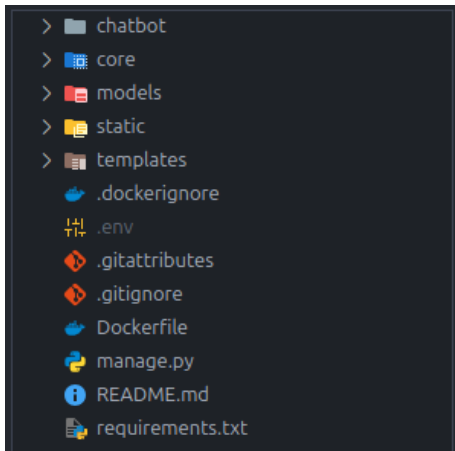 chatbot
core
models
static
templates
.dockerignore
.env
.gitattributes
.gitignore
Dockerfile
manage.py
README.md
requirements.txt